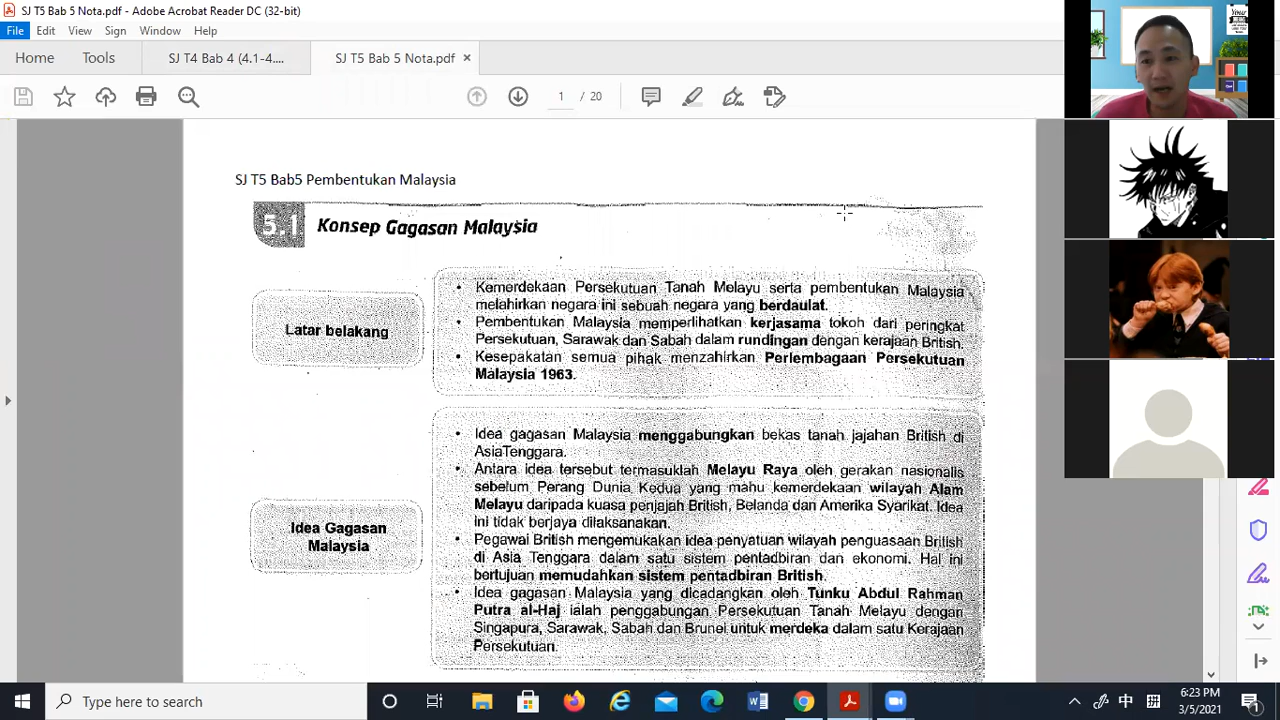 SJ T5 Bab 5 Nota.pdf - Adobe Acrobat Reader DC (32-bit)
File Edit View Sign Window Help
Home Tools SJ T4 Bab 4 (4.1-4.... SJ T5 Bab 5 Nota.pdf ×
1 / 20
SJ T5 Bab5 Pembentukan Malaysia
5.1 Konsep Gagasan Malaysia
Latar belakang
• Kemerdekaan Persekutuan Tanah Melayu serta pembentukan Malaysia
melahirkan negara ini sebuah negara yang berdaulat.
• Pembentukan Malaysia memperlihatkan kerjasama tokoh dari peringkat
Persekutuan, Sarawak dan Sabah dalam rundingan dengan kerajaan British.
• Kesepakatan semua pihak menzahirkan Perlembagaan Persekutuan
Malaysia 1963.
Idea Gagasan
Malaysia
• Idea gagasan Malaysia menggabungkan bekas tanah jajahan British di
AsiaTenggara.
• Antara idea tersebut termasuklah Melayu Raya oleh gerakan nasionalis
sebelum Perang Dunia Kedua yang mahu kemerdekaan wilayah Alam
Melayu daripada kuasa penjajah British, Belanda dan Amerika Syarikat. Idea
ini tidak berjaya dilaksanakan.
• Pegawai British mengemukakan idea penyatuan wilayah penguasaan British
di Asia Tenggara dalam satu sistem pentadbiran dan ekonomi. Hal ini
bertujuan memudahkan sistem pentadbiran British.
• Idea gagasan Malaysia yang dicadangkan oleh Tunku Abdul Rahman
Putra al-Haj ialah penggabungan Persekutuan Tanah Melayu dengan
Singapura, Sarawak, Sabah dan Brunei untuk merdeka dalam satu Kerajaan
Persekutuan.
Type here to search
中
拼
6:23 PM
3/5/2021
1